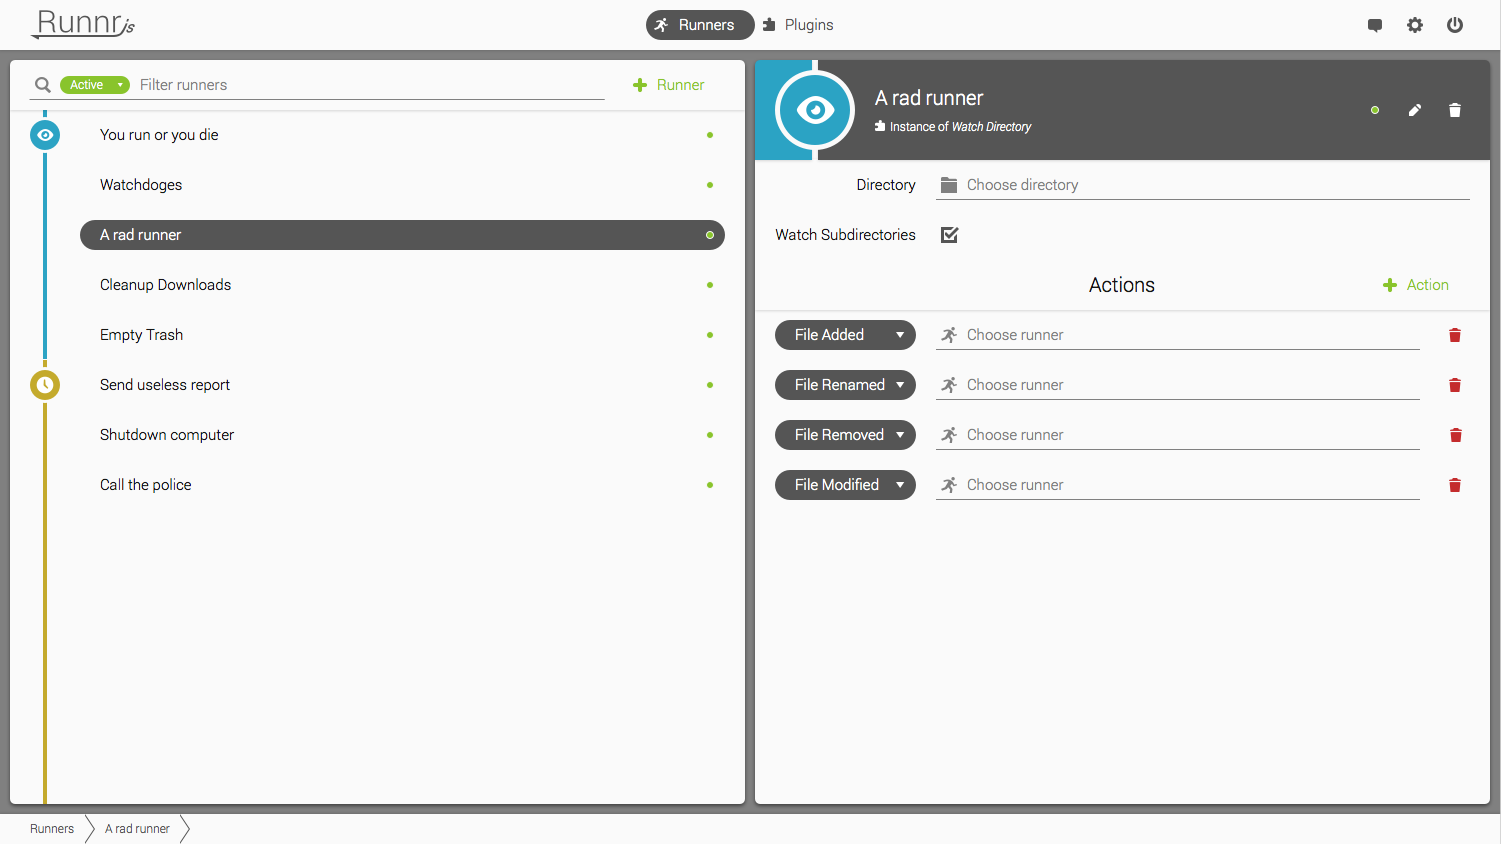 Runnr js
Runners
Plugins
Active
Filter runners
Runner
You run or you die
Watchdoges
A rad runner
Cleanup Downloads
Empty Trash
Send useless report
Shutdown computer
Call the police
A rad runner
Instance of Watch Directory
Directory
Choose directory
Watch Subdirectories
Actions
Action
File Added
Choose runner
File Renamed
Choose runner
File Removed
Choose runner
File Modified
Choose runner
Runners
A rad runner